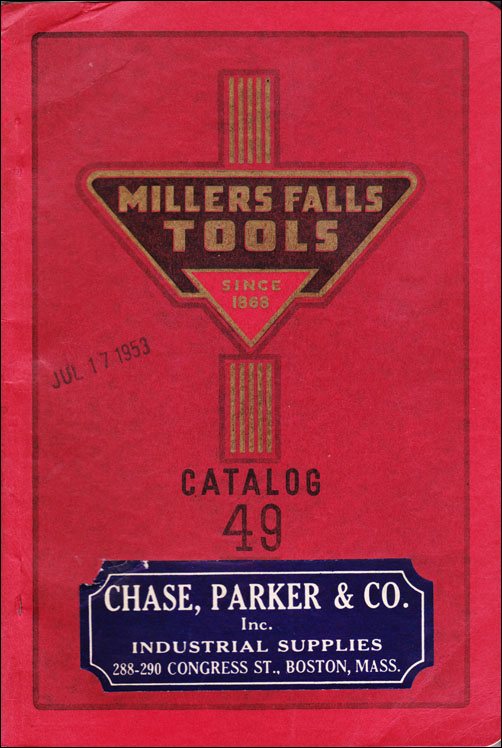 MILLERS FALLS
TOOLS
SINCE
1868
JUL 17 1953
CATALOG
49
CHASE, PARKER & CO.
Inc.
INDUSTRIAL SUPPLIES
288-290 CONGRESS ST., BOSTON, MASS.